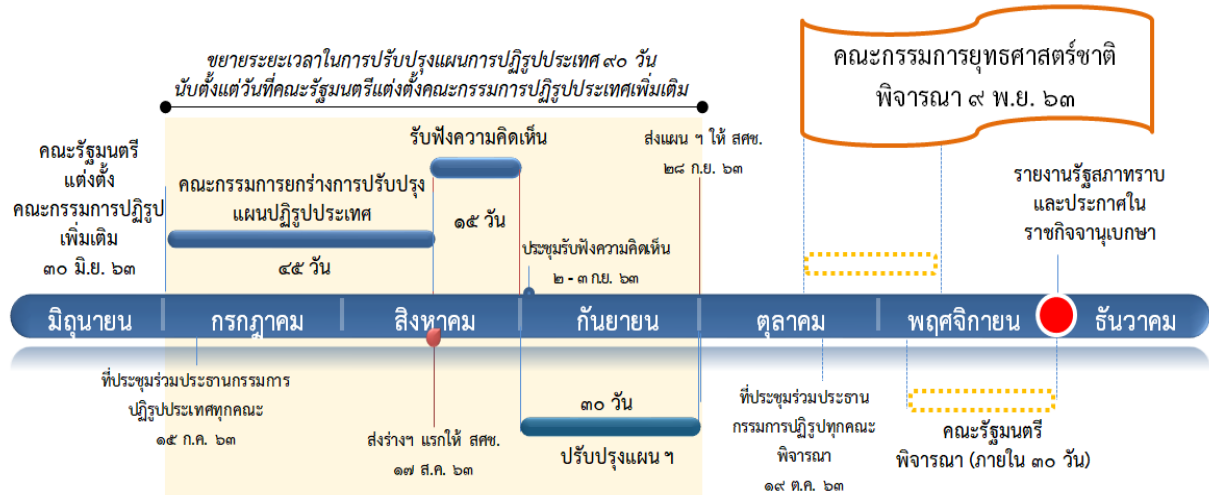 ขยายระยะเวลาในการปรับปรุงแผนการปฏิรูปประเทศ ๙๐ วัน
นับตั้งแต่วันที่คณะรัฐมนตรีแต่งตั้งคณะกรรมการปฏิรูปประเทศเพิ่มเติม
คณะกรรมการยุทธศาสตร์ชาติ
พิจารณา ๙ พ.ย. ๖๓
คณะรัฐมนตรี
แต่งตั้ง
คณะกรรมการปฏิรูป
เพิ่มเติม
๓๐ มิ.ย. ๖๓
คณะกรรมการยกร่างการปรับปรุง
แผนปฏิรูปประเทศ
๔๕ วัน
รับฟังความคิดเห็น
๑๕ วัน
ประชุมรับฟังความคิดเห็น
๒ - ๓ ก.ย. ๖๓
ส่งแผน ฯ ให้ สศช.
๒๘ ก.ย. ๖๓
รายงานรัฐสภาทราบ
และประกาศใน
ราชกิจจานุเบกษา
มิถุนายน
กรกฎาคม
สิงหาคม
กันยายน
ตุลาคม
พฤศจิกายน
ธันวาคม
ที่ประชุมร่วมประธานกรรมการ
ปฏิรูปประเทศทุกคณะ
๑๕ ก.ค. ๖๓
ส่งร่างฯ แรกให้ สศช.
๑๗ ส.ค. ๖๓
๓๐ วัน
ปรับปรุงแผน ฯ
ที่ประชุมร่วมประธาน
กรรมการปฏิรูปทุกคณะ
พิจารณา
๑๙ ต.ค. ๖๓
คณะรัฐมนตรี
พิจารณา (ภายใน ๓๐ วัน)